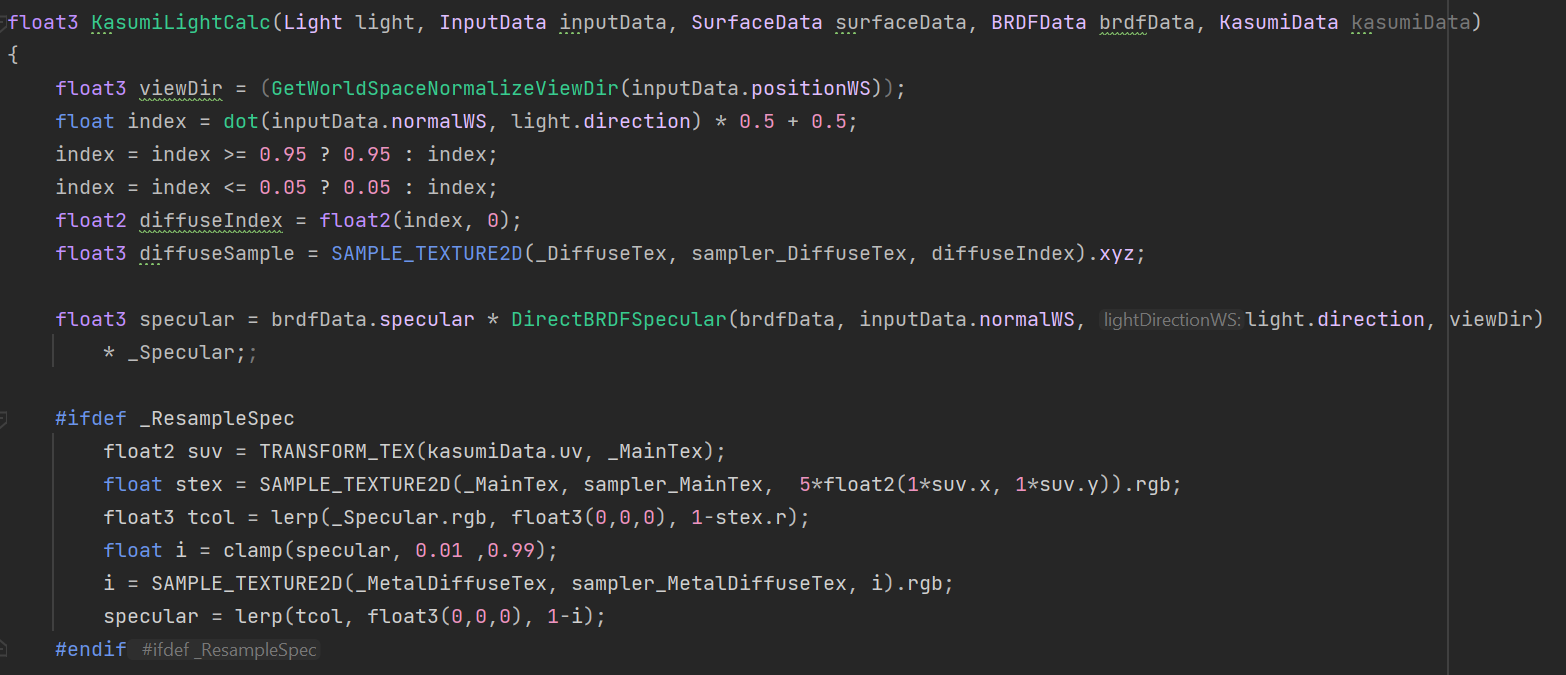 float3 KasumiLightCalc(Light light, InputData inputData, SurfaceData surfaceData, BRDFData brdfData, KasumiData kasumiData)
{
    float3 viewDir = (GetWorldSpaceNormalizeViewDir(inputData.positionWS));
    float index = dot(inputData.normalWS, light.direction) * 0.5 + 0.5;
    index = index >= 0.95 ? 0.95 : index;
    index = index <= 0.05 ? 0.05 : index;
    float2 diffuseIndex = float2(index, 0);
    float3 diffuseSample = SAMPLE_TEXTURE2D(_DiffuseTex, sampler_DiffuseTex, diffuseIndex).xyz;
    float3 specular = brdfData.specular * DirectBRDFSpecular(brdfData, inputData.normalWS, lightDirectionWS: light.direction, viewDir)
        * _Specular;;
    #ifdef _ResampleSpec
        float2 suv = TRANSFORM_TEX(kasumiData.uv, _MainTex);
        float stex = SAMPLE_TEXTURE2D(_MainTex, sampler_MainTex,  5*float2(1*suv.x, 1*suv.y)).rgb;
        float3 tcol = lerp(_Specular.rgb, float3(0,0,0), 1-stex.r);
        float i = clamp(specular, 0.01 ,0.99);
        i = SAMPLE_TEXTURE2D(_MetalDiffuseTex, sampler_MetalDiffuseTex, i).rgb;
        specular = lerp(tcol, float3(0,0,0), 1-i);
    #endif #ifdef _ResampleSpec